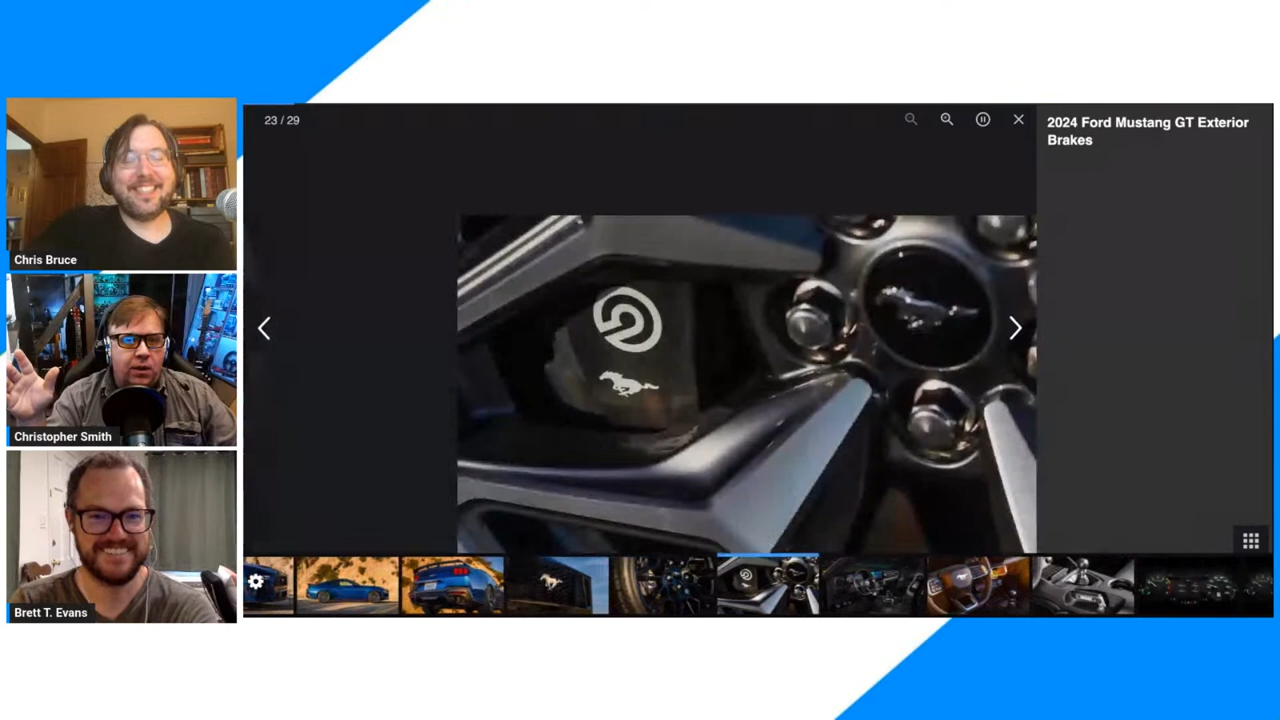 Chris Bruce
Christopher Smith
Brett T. Evans
23 / 29
2024 Ford Mustang GT Exterior
Brakes